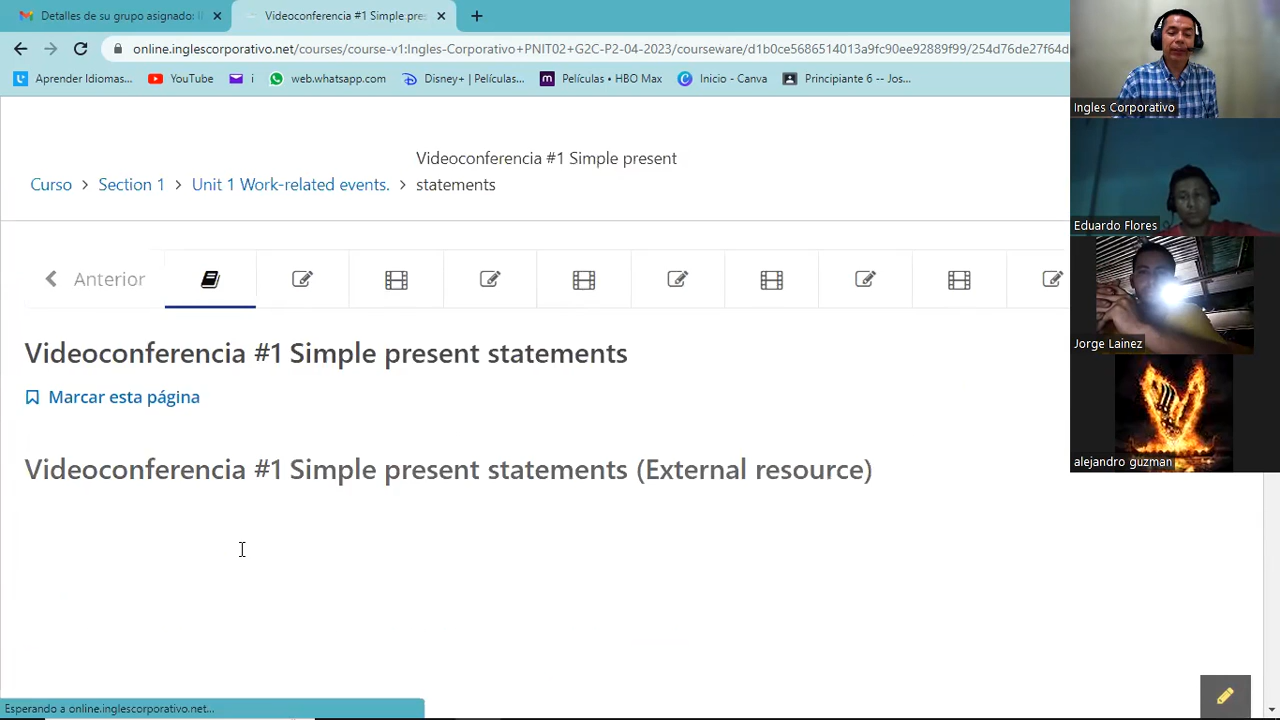 Detalles de su grupo asignado: I
Videoconferencia #1 Simple pres
online.inglescorporativo.net/courses/course-v1:Ingles-Corporativo+PNIT02+G2C-P2-04-2023/courseware/d1b0ce5686514013a9fc90ee92889f99/254d76de27f64d
Aprender Idiomas...
YouTube
i
web.whatsapp.com
Disney+ | Películas...
Películas • HBO Max
Inicio - Canva
Principiante 6 -- Jos...
Ingles Corporativo
Eduardo Flores
Jorge Lainez
alejandro guzman
Videoconferencia #1 Simple present
Curso > Section 1 > Unit 1 Work-related events. > statements
Anterior
Videoconferencia #1 Simple present statements
Marcar esta página
Videoconferencia #1 Simple present statements (External resource)
Esperando a online.inglescorporativo.net...